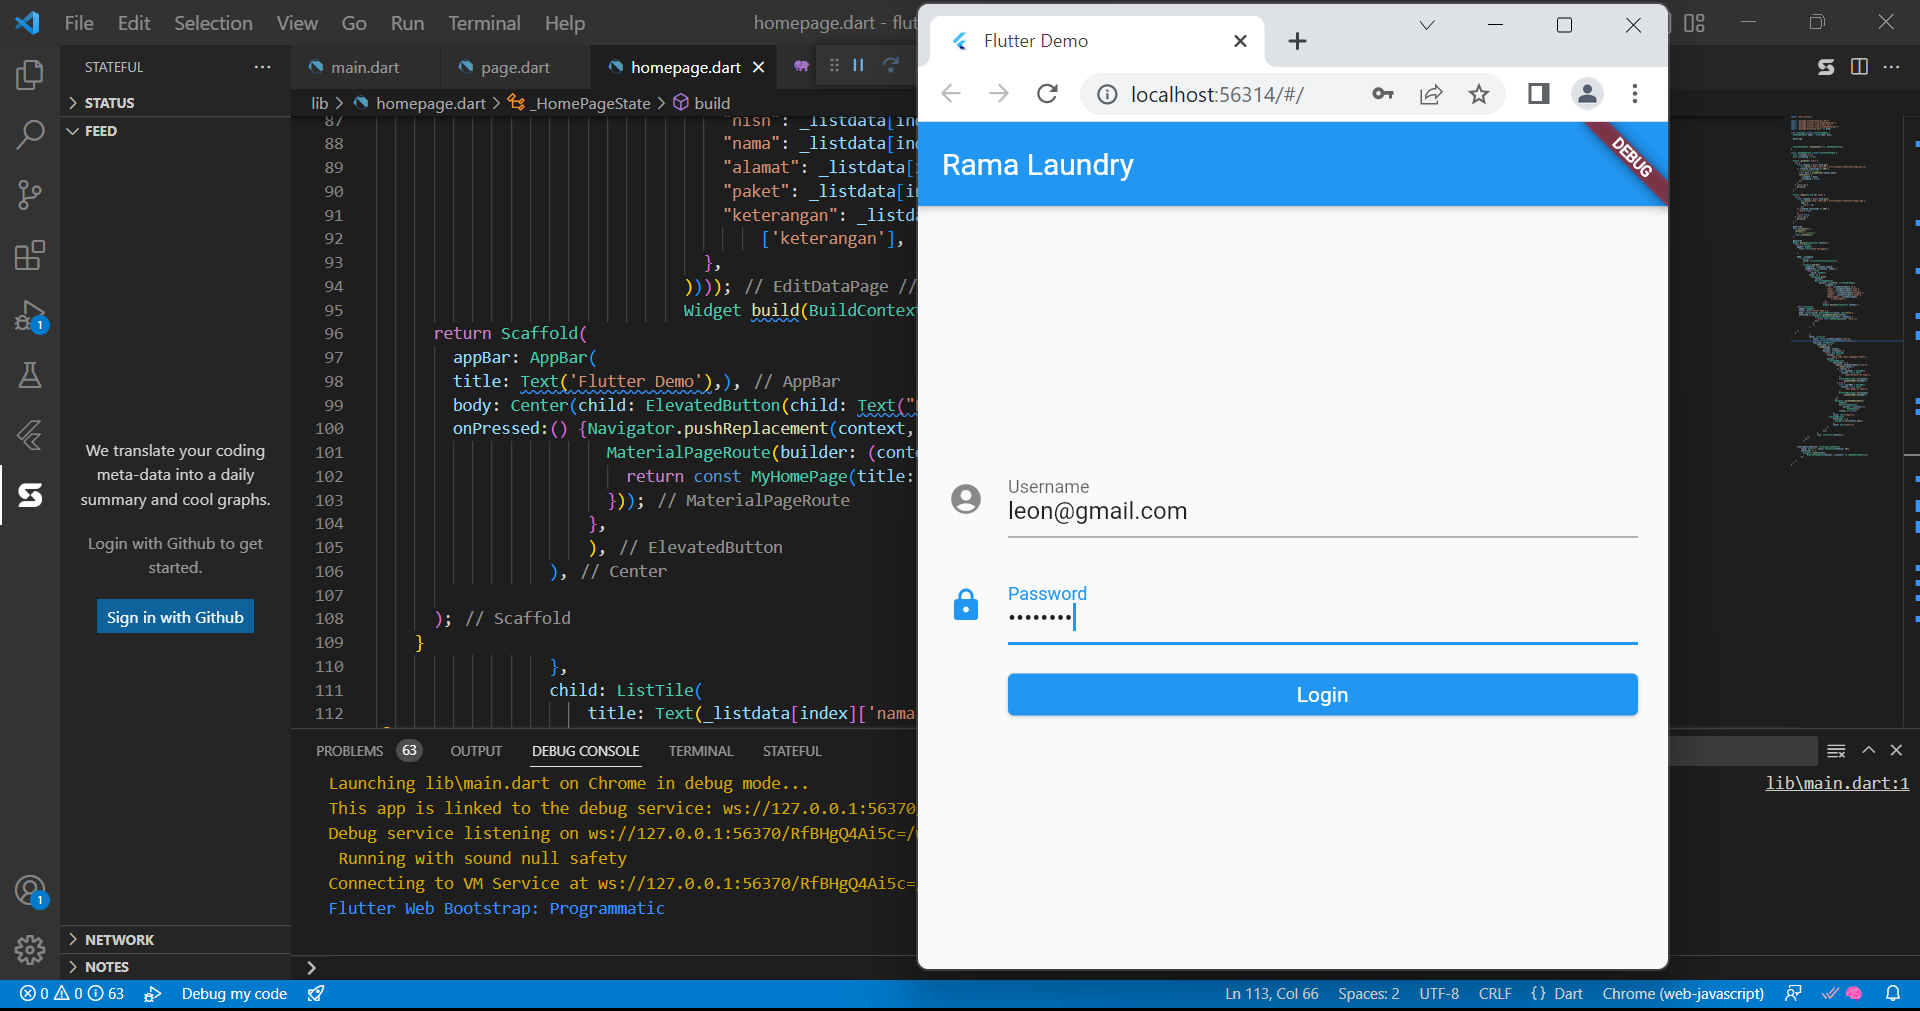 File Edit Selection View Go Run Terminal Help
homepage.dart - flut
STATEFUL
STATUS
FEED
We translate your coding
meta-data into a daily
summary and cool graphs.
Login with Github to get
started.
Sign in with Github
NETWORK
NOTES
1
1
main.dart page.dart homepage.dart
lib > homepage.dart > _HomePageState > build
87 "nish": _listdata[in
88 "nama": _listdata[in
89 "alamat": _listdata[
90 "paket": _listdata[i
91 "keterangan": _listd
92 ['keterangan'],
93 },
94 )))); // EditDataPage //
95 Widget build(BuildContex
96 return Scaffold(
97 appBar: AppBar(
98 title: Text('Flutter Demo'),), // AppBar
99 body: Center(child: ElevatedButton(child: Text("
100 onPressed:() {Navigator.pushReplacement(context,
101 MaterialPageRoute(builder: (cont
102 return const MyHomePage(title:
103 })); // MaterialPageRoute
104 },
105 ), // ElevatedButton
106 ), // Center
107
108 ); // Scaffold
109 }
110 },
111 child: ListTile(
112 title: Text(_listdata[index]['nama
PROBLEMS 63 OUTPUT DEBUG CONSOLE TERMINAL STATEFUL
Launching lib\main.dart on Chrome in debug mode...
lib\main.dart:1
This app is linked to the debug service: ws://127.0.0.1:56370
Debug service listening on ws://127.0.0.1:56370/RfBHgQ4Ai5c=/
Running with sound null safety
Connecting to VM Service at ws://127.0.0.1:56370/RfBHgQ4Ai5c=
Flutter Web Bootstrap: Programmatic
Flutter Demo
localhost:56314/#/
Rama Laundry
DEBUG
Username
leon@gmail.com
Password
••••••••
Login
0 0 63 Debug my code
Ln 113, Col 66 Spaces: 2 UTF-8 CRLF {} Dart Chrome (web-javascript)